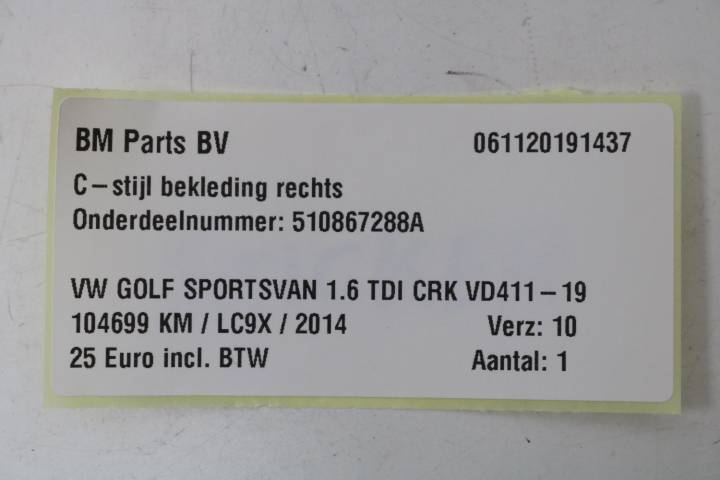 BM Parts BV 061120191437
C-stijl bekleding rechts
Onderdeelnummer: 510867288A
VW GOLF SPORTSVAN 1.6 TDI CRK VD411-19
104699 KM / LC9X / 2014 Verz: 10
25 Euro incl. BTW Aantal: 1